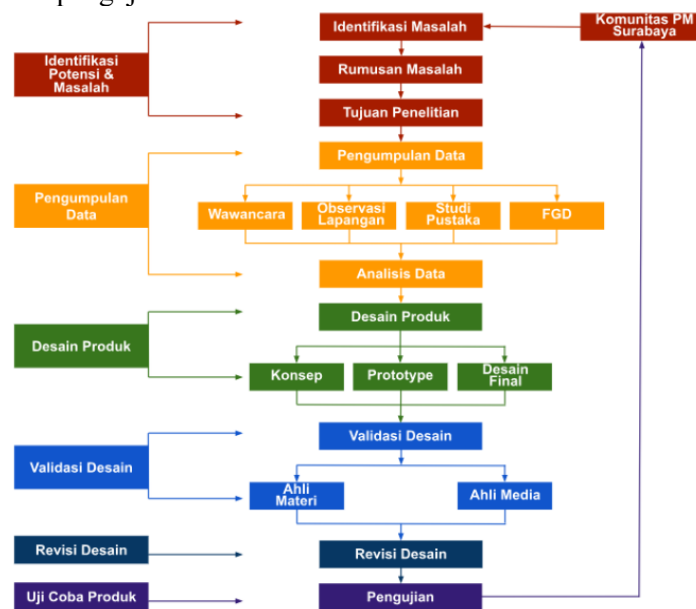 Identifikasi Masalah
Komunitas PM
Surabaya
Identifikasi
Potensi &
Masalah
Rumusan Masalah
Tujuan Penelitian
Pengumpulan Data
Pengumpulan
Data
Wawancara
Observasi
Lapangan
Studi
Pustaka
FGD
Analisis Data
Desain Produk
Desain Produk
Konsep
Prototype
Desain
Final
Validasi Desain
Validasi Desain
Ahli
Materi
Ahli Media
Revisi Desain
Revisi Desain
Uji Coba Produk
Pengujian